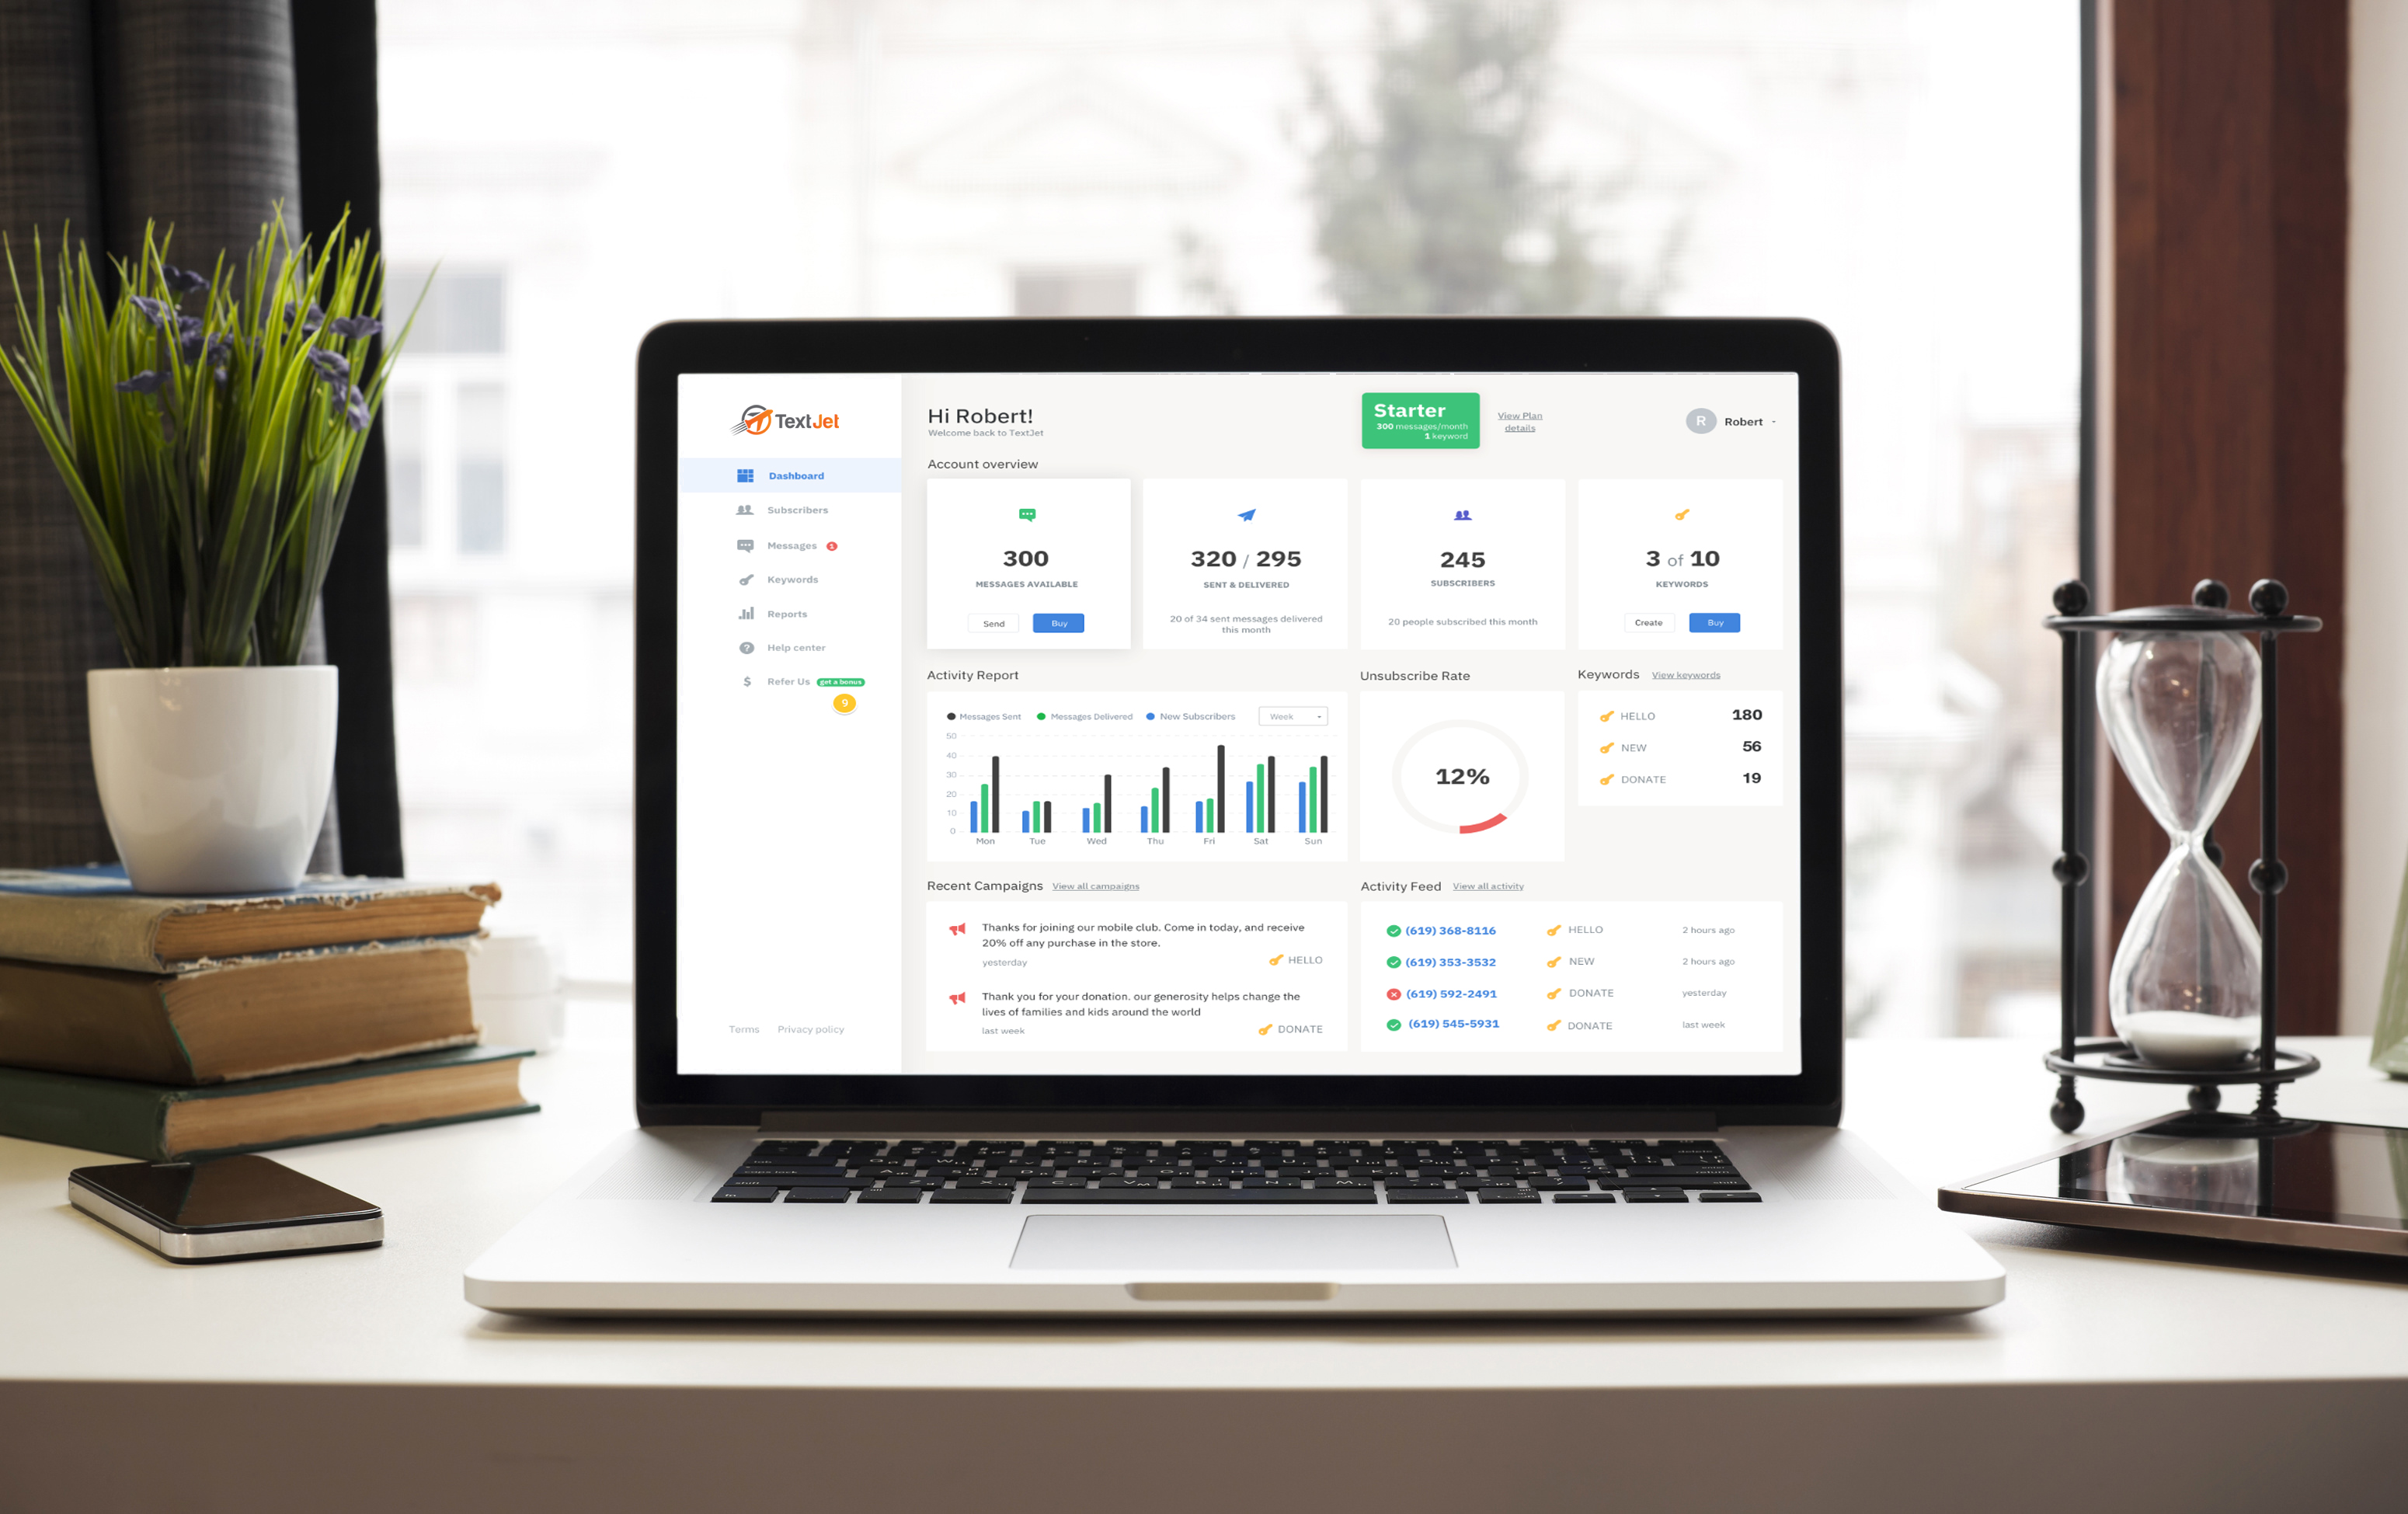 TextJet
Dashboard
Subscribers
Messages 1
Keywords
Reports
Help center
$ Refer Us get a bonus
9
Terms Privacy policy
Hi Robert!
Welcome back to TextJet
Starter
300 messages/month
1 keyword
View Plan
details
R Robert
Account overview
300
MESSAGES AVAILABLE
Send Buy
320 / 295
SENT & DELIVERED
20 of 34 sent messages delivered
this month
245
SUBSCRIBERS
20 people subscribed this month
3 of 10
KEYWORDS
Create Buy
Activity Report
Messages Sent Messages Delivered New Subscribers Week
50
40
30
20
10
0
Mon Tue Wed Thu Fri Sat Sun
Unsubscribe Rate
12%
Keywords View keywords
HELLO 180
NEW 56
DONATE 19
Recent Campaigns View all campaigns
Thanks for joining our mobile club. Come in today, and receive
20% off any purchase in the store.
yesterday HELLO
Thank you for your donation. our generosity helps change the
lives of families and kids around the world
last week DONATE
Activity Feed View all activity
(619) 368-8116 HELLO 2 hours ago
(619) 353-3532 NEW 2 hours ago
(619) 592-2491 DONATE yesterday
(619) 545-5931 DONATE last week